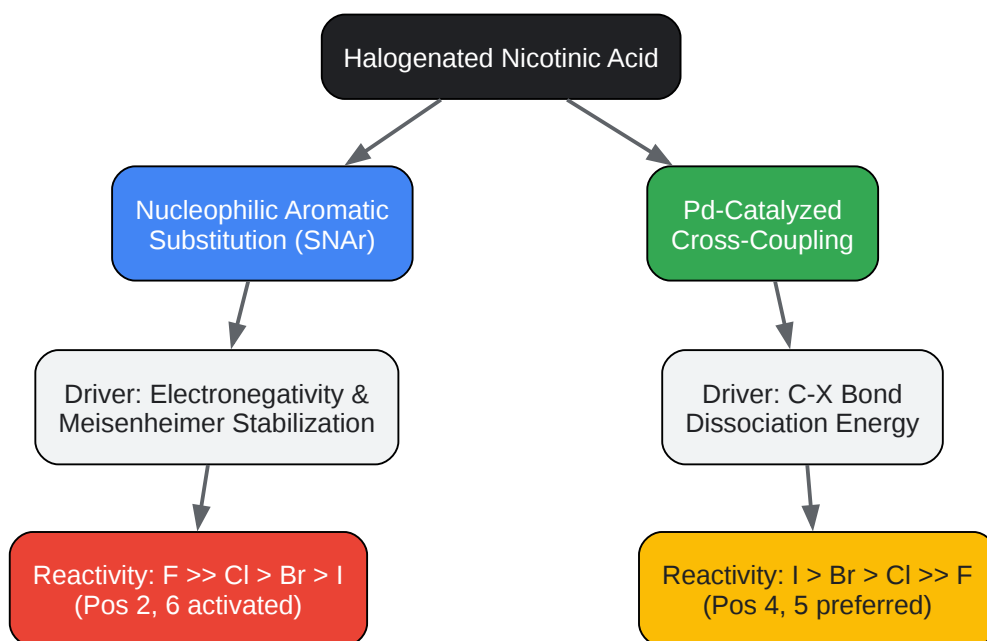 Halogenated Nicotinic Acid
Nucleophilic Aromatic
Substitution (SNAr)
Pd-Catalyzed
Cross-Coupling
Driver: Electronegativity &
Meisenheimer Stabilization
Driver: C-X Bond
Dissociation Energy
Reactivity: F >> Cl > Br > I
(Pos 2, 6 activated)
Reactivity: I > Br > Cl >> F
(Pos 4, 5 preferred)